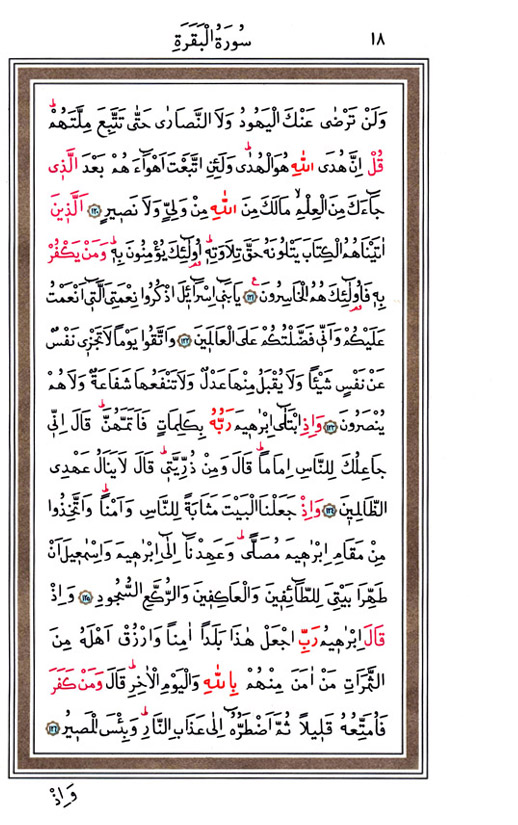 ١٨ سُورَةُ الْبَقَرَةِ
وَلَنْ تَرْضٰى عَنْكَ الْيَهُودُ وَلَا النَّصَارٰى حَتّٰى تَتَّبِعَ مِلَّتَهُمْۜ
قُلْ اِنَّ هُدَى اللّٰهِ هُوَ الْهُدٰىۜ وَلَئِنِ اتَّبَعْتَ اَهْوَٓاءَهُمْ بَعْدَ الَّذ۪ي
جَٓاءَكَ مِنَ الْعِلْمِۙ مَا لَكَ مِنَ اللّٰهِ مِنْ وَلِيٍّ وَلَا نَص۪يرٍ ﴿١٢٠﴾ اَلَّذ۪ينَ
اٰتَيْنَاهُمُ الْكِتَابَ يَتْلُونَهُ حَقَّ تِلَاوَتِه۪ۜ اُو۬لٰٓئِكَ يُؤْمِنُونَ بِه۪ۜ وَمَنْ يَكْفُرْ
بِه۪ فَاُو۬لٰٓئِكَ هُمُ الْخَاسِرُونَ۟ ﴿١٢١﴾ يَا بَن۪ٓي اِسْرَٓائ۪لَ اذْكُرُوا نِعْمَتِيَ الَّت۪ٓي اَنْعَمْتُ
عَلَيْكُمْ وَاَنّ۪ي فَضَّلْتُكُمْ عَلَى الْعَالَم۪ينَ ﴿١٢٢﴾ وَاتَّقُوا يَوْمًا لَا تَجْز۪ي نَفْسٌ
عَنْ نَفْسٍ شَيْـًٔا وَلَا يُقْبَلُ مِنْهَا عَدْلٌ وَلَا تَنْفَعُهَا شَفَاعَةٌ وَلَا هُمْ
يُنْصَرُونَ ﴿١٢٣﴾ وَاِذِ ابْتَلٰٓى اِبْرٰه۪يمَ رَبُّهُ بِكَلِمَاتٍ فَاَتَمَّهُنَّۜ قَالَ اِنّ۪ي
جَاعِلُكَ لِلنَّاسِ اِمَامًاۜ قَالَ وَمِنْ ذُرِّيَّت۪يۜ قَالَ لَا يَنَالُ عَهْدِي
الظَّالِم۪ينَ ﴿١٢٤﴾ وَاِذْ جَعَلْنَا الْبَيْتَ مَثَابَةً لِلنَّاسِ وَاَمْنًاۜ وَاتَّخِذُوا
مِنْ مَقَامِ اِبْرٰه۪يمَ مُصَلًّىۜ وَعَهِدْنَٓا اِلٰٓى اِبْرٰه۪يمَ وَاِسْمٰع۪يلَ اَنْ
طَهِّرَا بَيْتِيَ لِلطَّٓائِف۪ينَ وَالْعَاكِف۪ينَ وَالرُّكَّعِ السُّجُودِ ﴿١٢٥﴾ وَاِذْ
قَالَ اِبْرٰه۪يمُ رَبِّ اجْعَلْ هٰذَا بَلَدًا اٰمِنًا وَارْزُقْ اَهْلَهُ مِنَ
الثَّمَرَاتِ مَنْ اٰمَنَ مِنْهُمْ بِاللّٰهِ وَالْيَوْمِ الْاٰخِرِۜ قَالَ وَمَنْ كَفَرَ
فَاُمَتِّعُهُ قَل۪يلًا ثُمَّ اَضْطَرُّهُٓ اِلٰى عَذَابِ النَّارِۜ وَبِئْسَ الْمَص۪يرُ ﴿١٢٦﴾
وَاِذْ